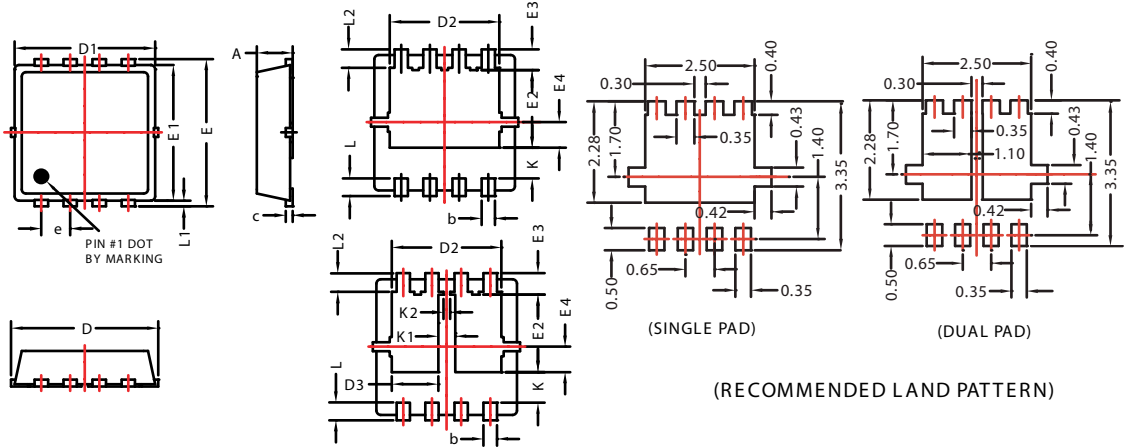 D1
E1
E
L1
e
PIN #1 DOT
BY MARKING
A
c
D
L2
D2
E3
E4
E2
L
K
b
L2
D2
E3
E4
K2
K1
E2
D3
L
K
b
2.50
0.40
0.30
0.35
0.43
2.28
1.70
1.40
3.35
0.42
0.65
0.50
0.35
(SINGLE PAD)
2.50
0.40
0.30
0.35
0.43
2.28
1.70
1.10
1.40
3.35
0.42
0.65
0.50
0.35
(DUAL PAD)
(RECOMMENDED LAND PATTERN)